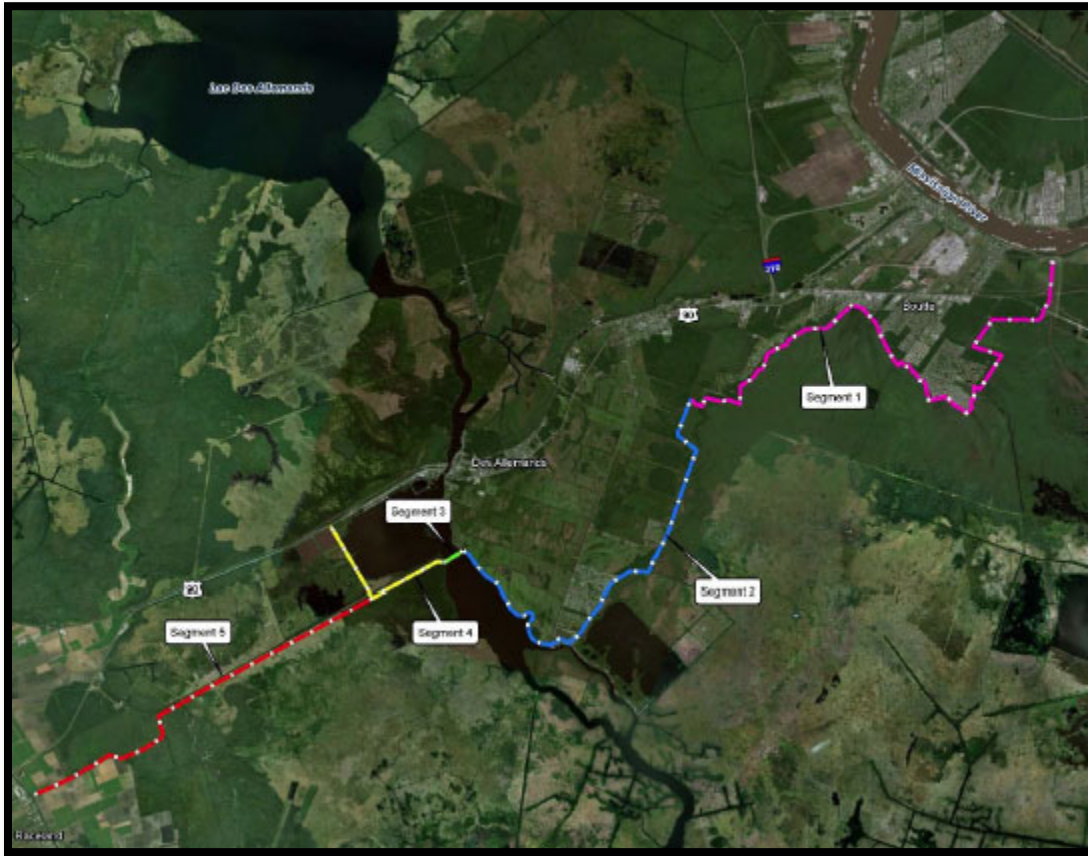 Lac Des Allemands
Mississippi River
310
Boutte
90
Segment 1
Des Allemands
Segment 3
90
Segment 2
Segment 4
Segment 5
Raceland